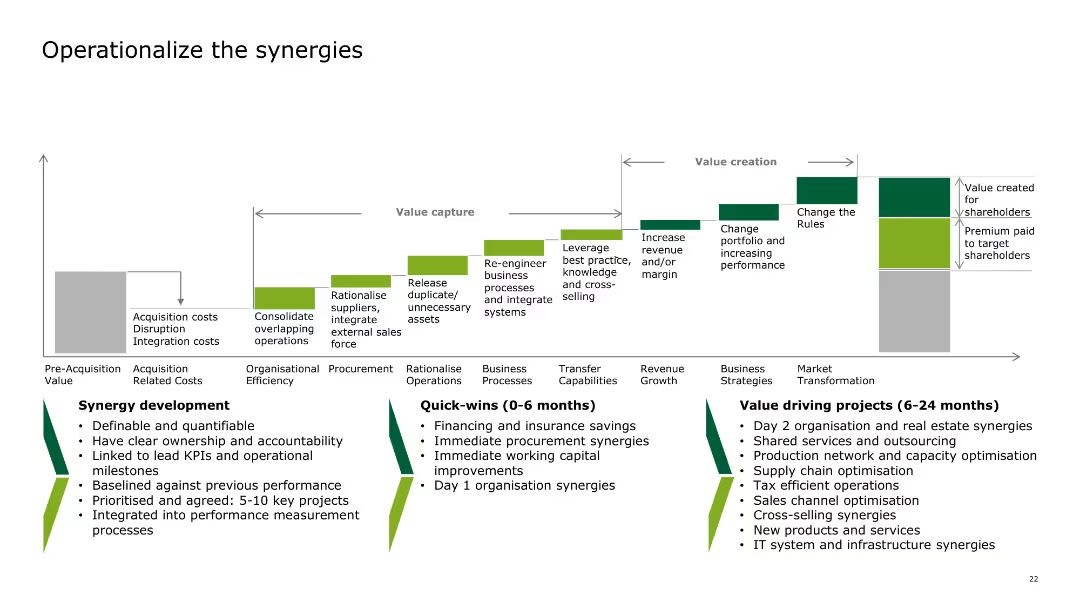 Operationalize the synergies
Value creation
Value capture
Value created
for
shareholders
Premium paid
to target
shareholders
Acquisition costs
Disruption
Integration costs
Consolidate
overlapping
operations
Rationalise
suppliers,
integrate
external sales
force
Release
duplicate/
unnecessary
assets
Re-engineer
business
processes
and integrate
systems
Leverage
best practice,
knowledge
and cross-
selling
Increase
revenue
and/or
margin
Change
portfolio and
increasing
performance
Change the
Rules
Pre-Acquisition
Value
Acquisition
Related Costs
Organisational
Efficiency
Procurement
Rationalise
Operations
Business
Processes
Transfer
Capabilities
Revenue
Growth
Business
Strategies
Market
Transformation
Synergy development
• Definable and quantifiable
• Have clear ownership and accountability
• Linked to lead KPIs and operational
milestones
• Baselined against previous performance
• Prioritised and agreed: 5-10 key projects
• Integrated into performance measurement
processes
Quick-wins (0-6 months)
• Financing and insurance savings
• Immediate procurement synergies
• Immediate working capital
improvements
• Day 1 organisation synergies
Value driving projects (6-24 months)
• Day 2 organisation and real estate synergies
• Shared services and outsourcing
• Production network and capacity optimisation
• Supply chain optimisation
• Tax efficient operations
• Sales channel optimisation
• Cross-selling synergies
• New products and services
• IT system and infrastructure synergies
22